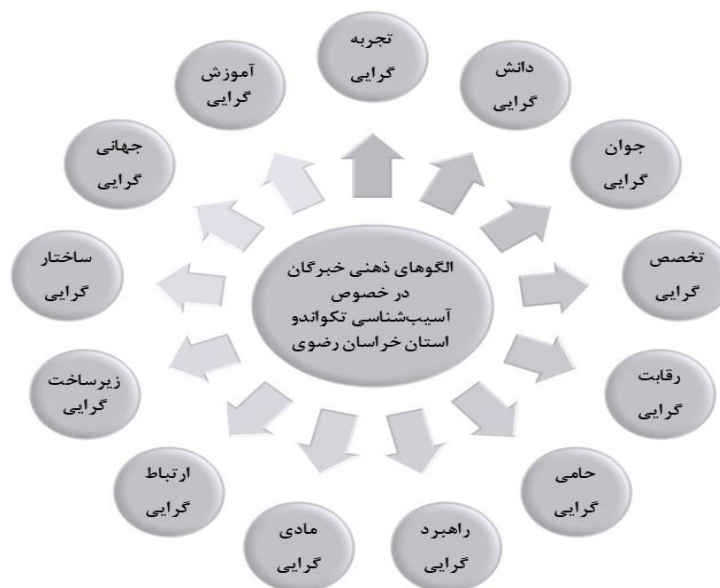 الگوهای ذهنی خبرگان
در خصوص
آسیب‌شناسی تکواندو
استان خراسان رضوی
تجربه
گرایی
دانش
گرایی
جوان
گرایی
تخصص
گرایی
رقابت
گرایی
حامی
گرایی
راهبرد
گرایی
مادی
گرایی
ارتباط
گرایی
زیرساخت
گرایی
ساختار
گرایی
جهانی
گرایی
آموزش
گرایی